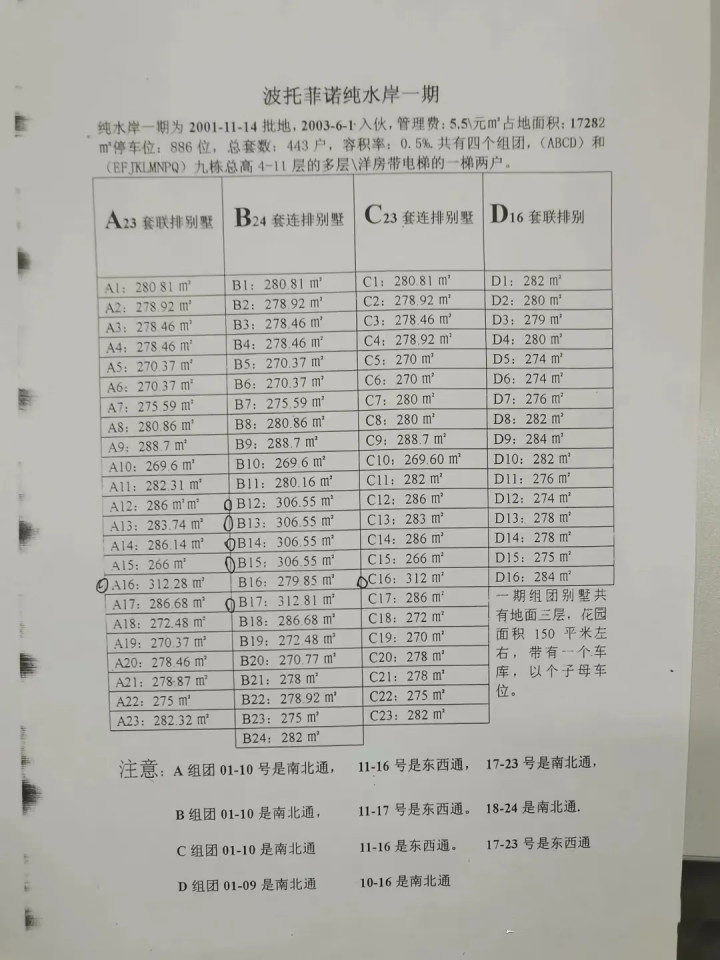 波托菲诺纯水岸一期
纯水岸一期为 2001-11-14 批地, 2003-6-1 入伙, 管理费: 5.5\元㎡占地面积: 17282
㎡停车位: 886 位, 总套数: 443 户, 容积率: 0.5%. 共有四个组团, (ABCD) 和
(EFJKLMNPQ) 九栋总高 4-11 层的多层\洋房带电梯的一梯两户。
A23 套联排别墅 B24 套连排别墅 C23 套连排别墅 D16 套联排别
A1: 280 81 ㎡ B1: 280.81 ㎡ C1: 280.81 ㎡ D1: 282 ㎡
A2: 278.92 ㎡ B2: 278.92 ㎡ C2: 278.92 ㎡ D2: 280 ㎡
A3: 278 46 ㎡ B3: 278.46 ㎡ C3: 278.46 ㎡ D3: 279 ㎡
A4: 278 46 ㎡ B4: 278.46 ㎡ C4: 278.92 ㎡ D4: 280 ㎡
A5: 270 37 ㎡ B5: 270.37 ㎡ C5: 270 ㎡ D5: 274 ㎡
A6: 270.37 ㎡ B6: 270.37 ㎡ C6: 270 ㎡ D6: 274 ㎡
A7: 275 59 ㎡ B7: 275.59 ㎡ C7: 280 ㎡ D7: 276 ㎡
A8: 280.86 ㎡ B8: 280.86 ㎡ C8: 280 ㎡ D8: 282 ㎡
A9: 288.7 ㎡ B9: 288.7 ㎡ C9: 288.7 ㎡ D9: 284 ㎡
A10: 269.6 ㎡ B10: 269.6 ㎡ C10: 269.60 ㎡ D10: 282 ㎡
A11: 282 31 ㎡ B11: 280.16 ㎡ C11: 282 ㎡ D11: 276 ㎡
A12: 286 ㎡㎡ B12: 306.55 ㎡ C12: 286 ㎡ D12: 274 ㎡
A13: 283.74 ㎡ B13: 306.55 ㎡ C13: 283 ㎡ D13: 278 ㎡
A14: 286.14 ㎡ B14: 306.55 ㎡ C14: 286 ㎡ D14: 278 ㎡
A15: 266 ㎡ B15: 306.55 ㎡ C15: 266 ㎡ D15: 275 ㎡
A16: 312 28 ㎡ B16: 279 85 ㎡ C16: 312 ㎡ D16: 284 ㎡
A17: 286.68 ㎡ B17: 312 81 ㎡ C17: 286 ㎡
A18: 272.48 ㎡ B18: 286 68 ㎡ C18: 272 ㎡
A19: 270.37 ㎡ B19: 272 48 ㎡ C19: 270 ㎡
A20: 278 46 ㎡ B20: 270.77 ㎡ C20: 278 ㎡
A21: 278.87 ㎡ B21: 278 ㎡ C21: 278 ㎡
A22: 275 ㎡ B22: 278.92 ㎡ C22: 275 ㎡
A23: 282.32 ㎡ B23: 275 ㎡ C23: 282 ㎡
B24: 282 ㎡
一期组团别墅共
有地面三层, 花园
面积 150 平米左
右, 带有一个车
库, 以个子母车
位。
注意: A 组团 01-10 号是南北通, 11-16 号是东西通, 17-23 号是南北通,
B 组团 01-10 是南北通, 11-17 号是东西通。 18-24 是南北通.
C 组团 01-10 是南北通 11-16 是东西通。 17-23 号是东西通
D 组团 01-09 是南北通 10-16 是南北通